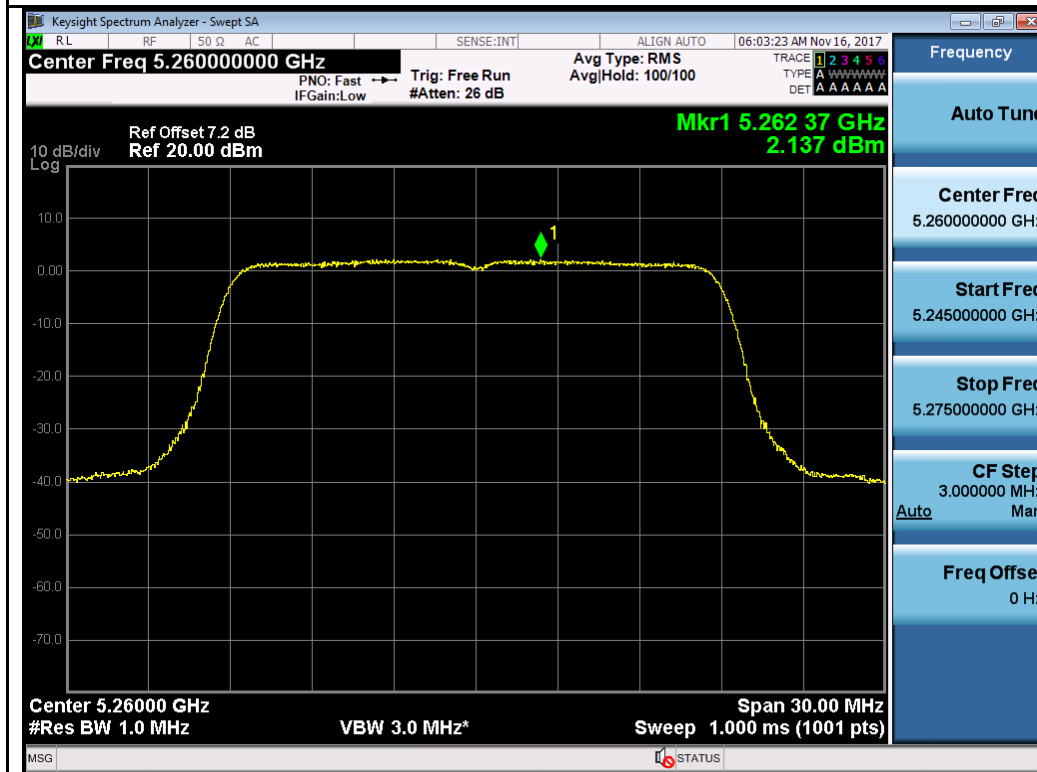 Keysight Spectrum Analyzer - Swept SA
LXI RL RF 50 Ω AC SENSE:INT ALIGN AUTO 06:03:23 AM Nov 16, 2017
Center Freq 5.260000000 GHz
PNO: Fast
IFGain:Low
Trig: Free Run
#Atten: 26 dB
Avg Type: RMS
Avg|Hold: 100/100
TRACE 1 2 3 4 5 6
TYPE A WWWWW
DET A A A A A A
Mkr1 5.262 37 GHz
2.137 dBm
Ref Offset 7.2 dB
10 dB/div Ref 20.00 dBm
Log
1
10.0
0.00
-10.0
-20.0
-30.0
-40.0
-50.0
-60.0
-70.0
Center 5.26000 GHz Span 30.00 MHz
#Res BW 1.0 MHz VBW 3.0 MHz* Sweep 1.000 ms (1001 pts)
MSG STATUS
Frequency
Auto Tune
Center Freq
5.260000000 GHz
Start Freq
5.245000000 GHz
Stop Freq
5.275000000 GHz
CF Step
3.000000 MHz
Auto Man
Freq Offset
0 Hz